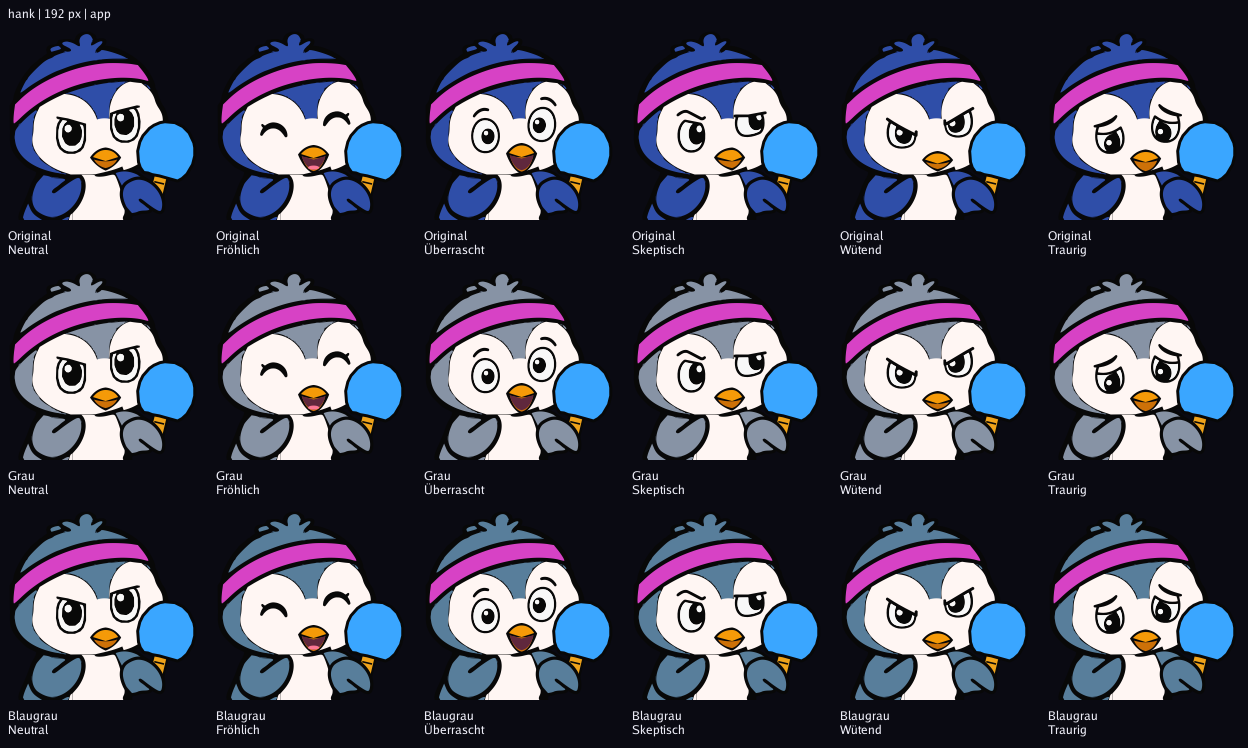 hank | 192 px | app
Original Original Original Original Original Original
Neutral Fröhlich Überrascht Skeptisch Wütend Traurig
Grau Grau Grau Grau Grau Grau
Neutral Fröhlich Überrascht Skeptisch Wütend Traurig
Blaugrau Blaugrau Blaugrau Blaugrau Blaugrau Blaugrau
Neutral Fröhlich Überrascht Skeptisch Wütend Traurig